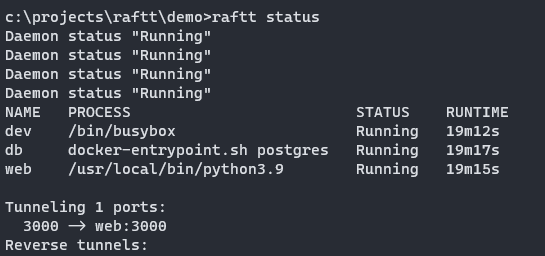 c:\projects\raftt\demo>raftt status
Daemon status "Running"
Daemon status "Running"
Daemon status "Running"
Daemon status "Running"
NAME   PROCESS                         STATUS    RUNTIME
dev    /bin/busybox                    Running   19m12s
db     docker-entrypoint.sh postgres   Running   19m17s
web    /usr/local/bin/python3.9        Running   19m15s

Tunneling 1 ports:
  3000 -> web:3000
Reverse tunnels: